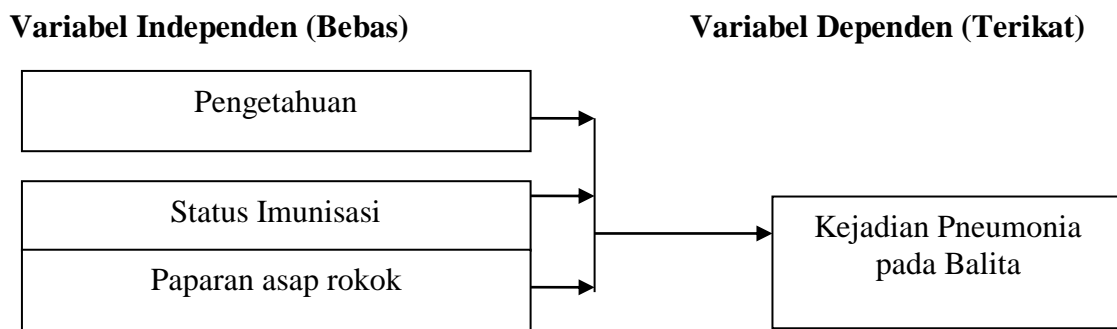 Variabel Independen (Bebas)
Variabel Dependen (Terikat)
Pengetahuan
Status Imunisasi
Paparan asap rokok
Kejadian Pneumonia
pada Balita